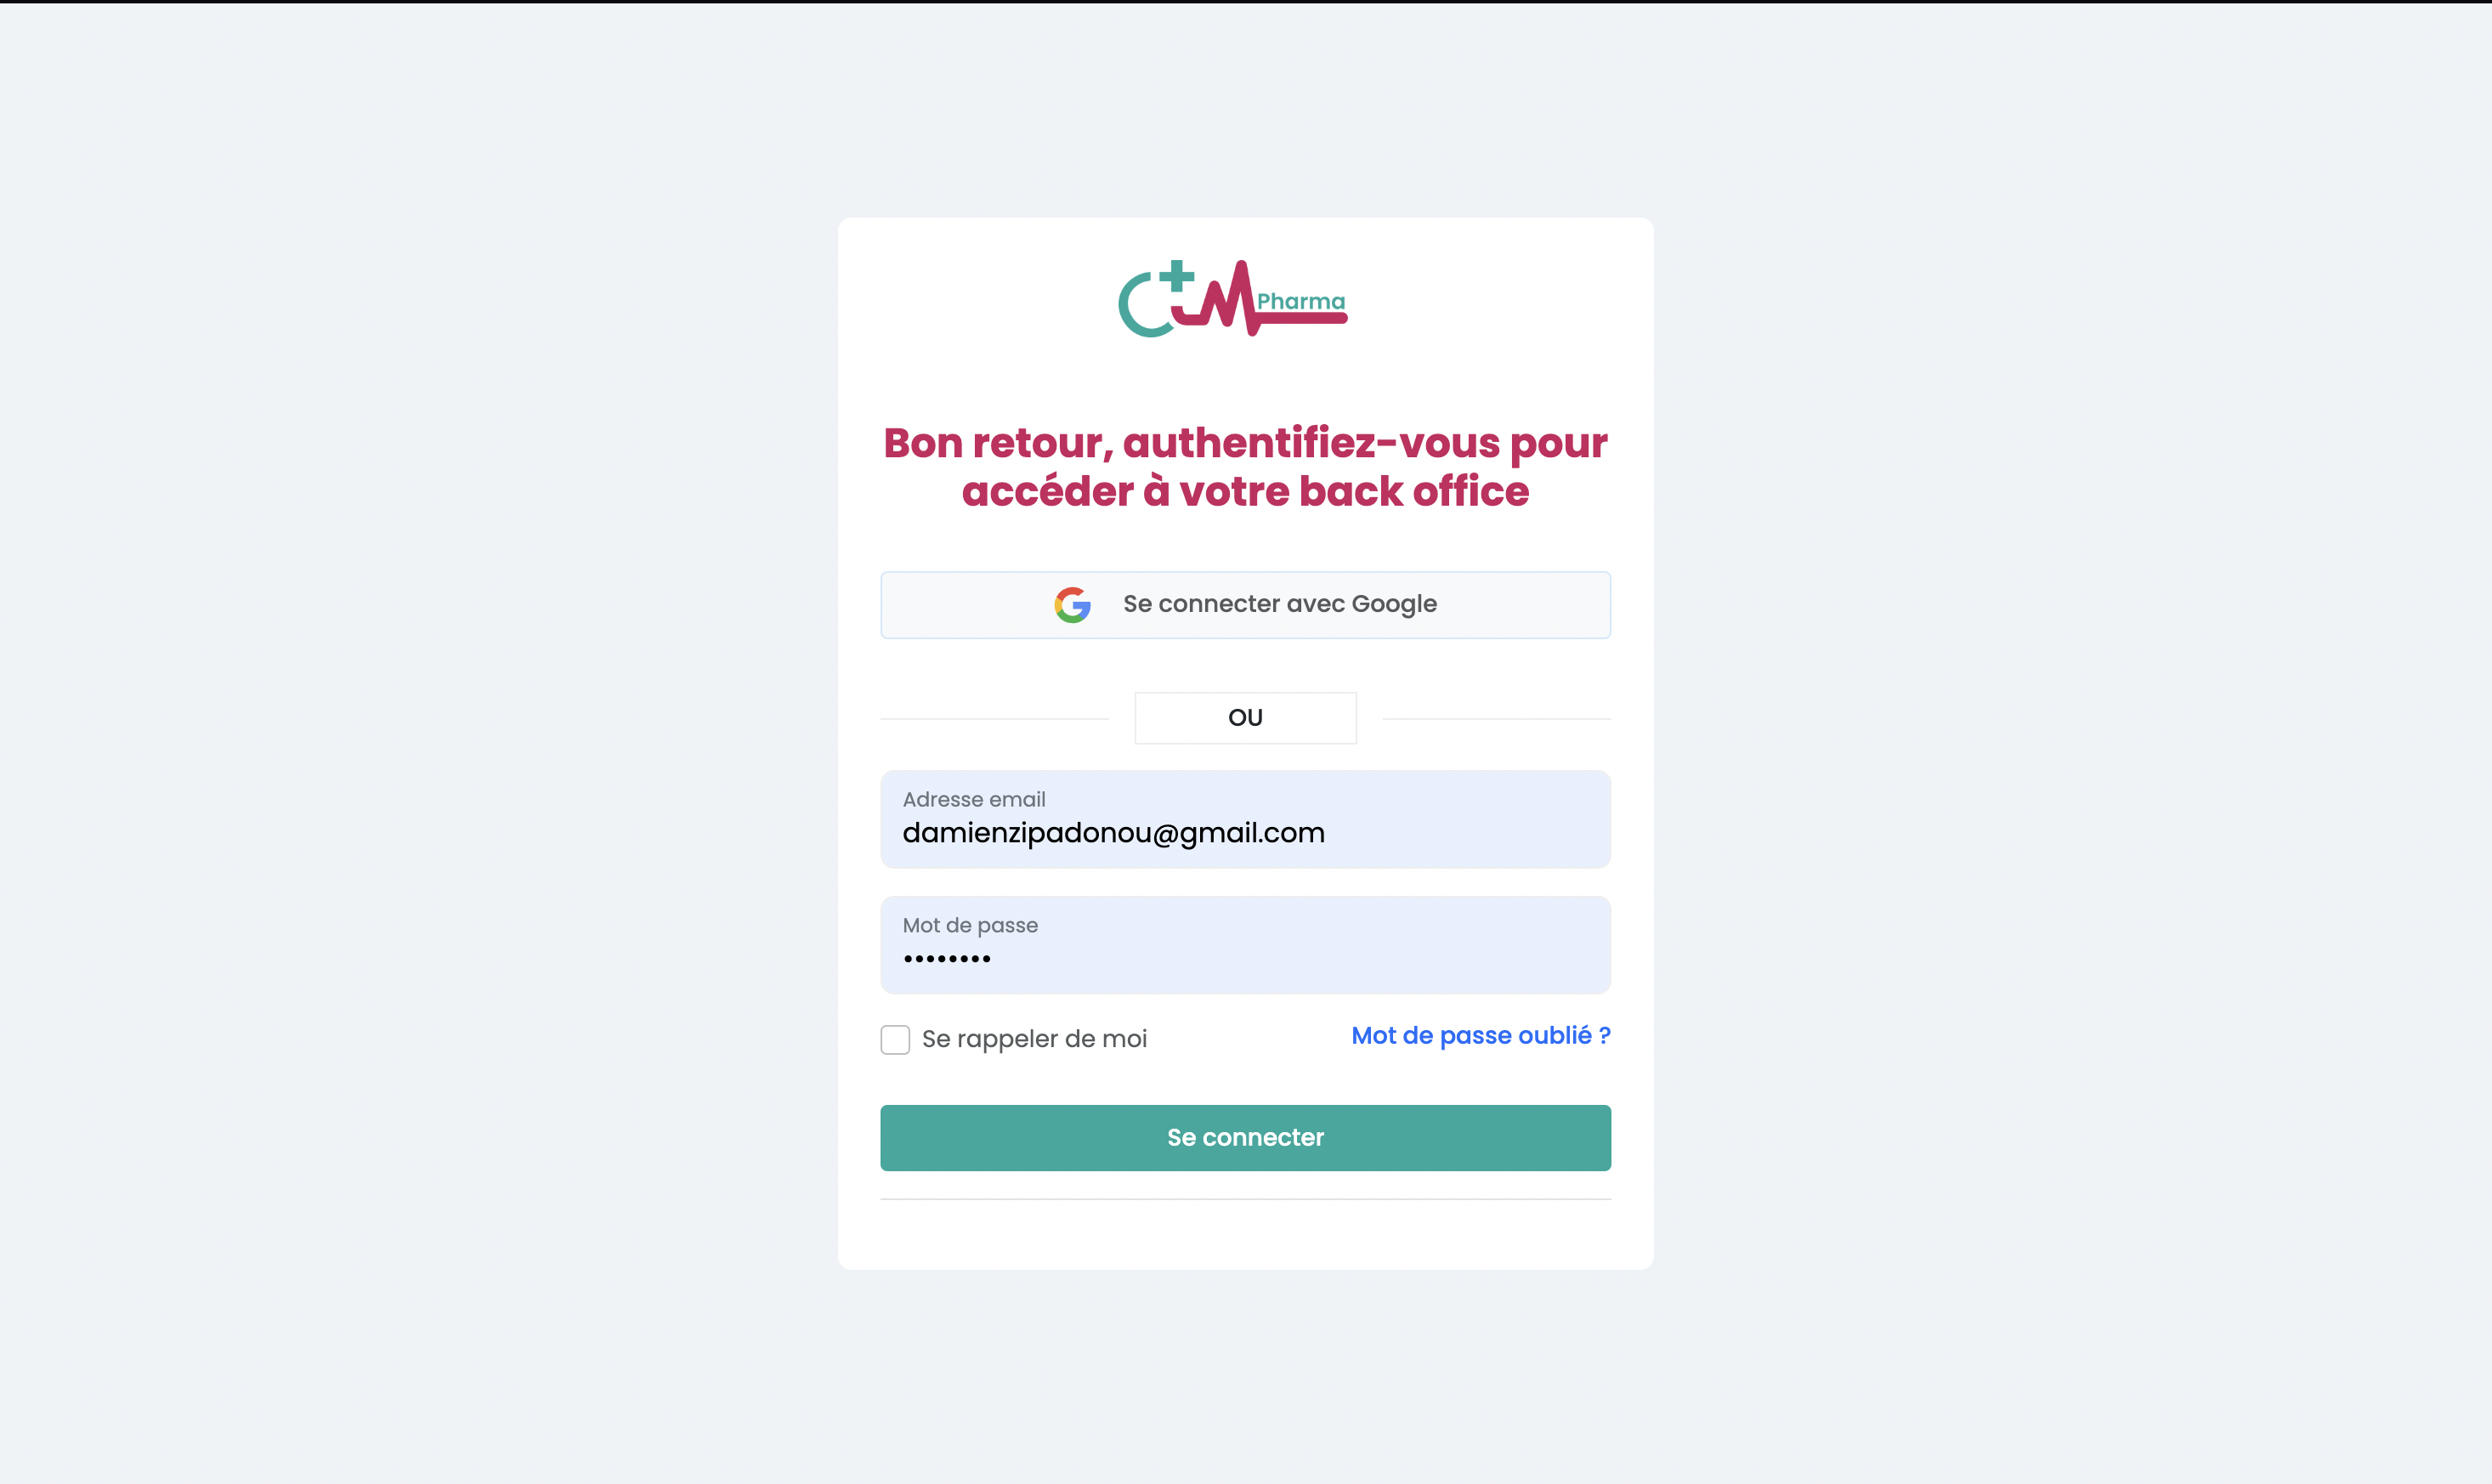 Pharma
Bon retour, authentifiez-vous pour
accéder à votre back office
Se connecter avec Google
OU
Adresse email
damienzipadonou@gmail.com
Mot de passe
••••••••
Se rappeler de moi
Mot de passe oublié ?
Se connecter